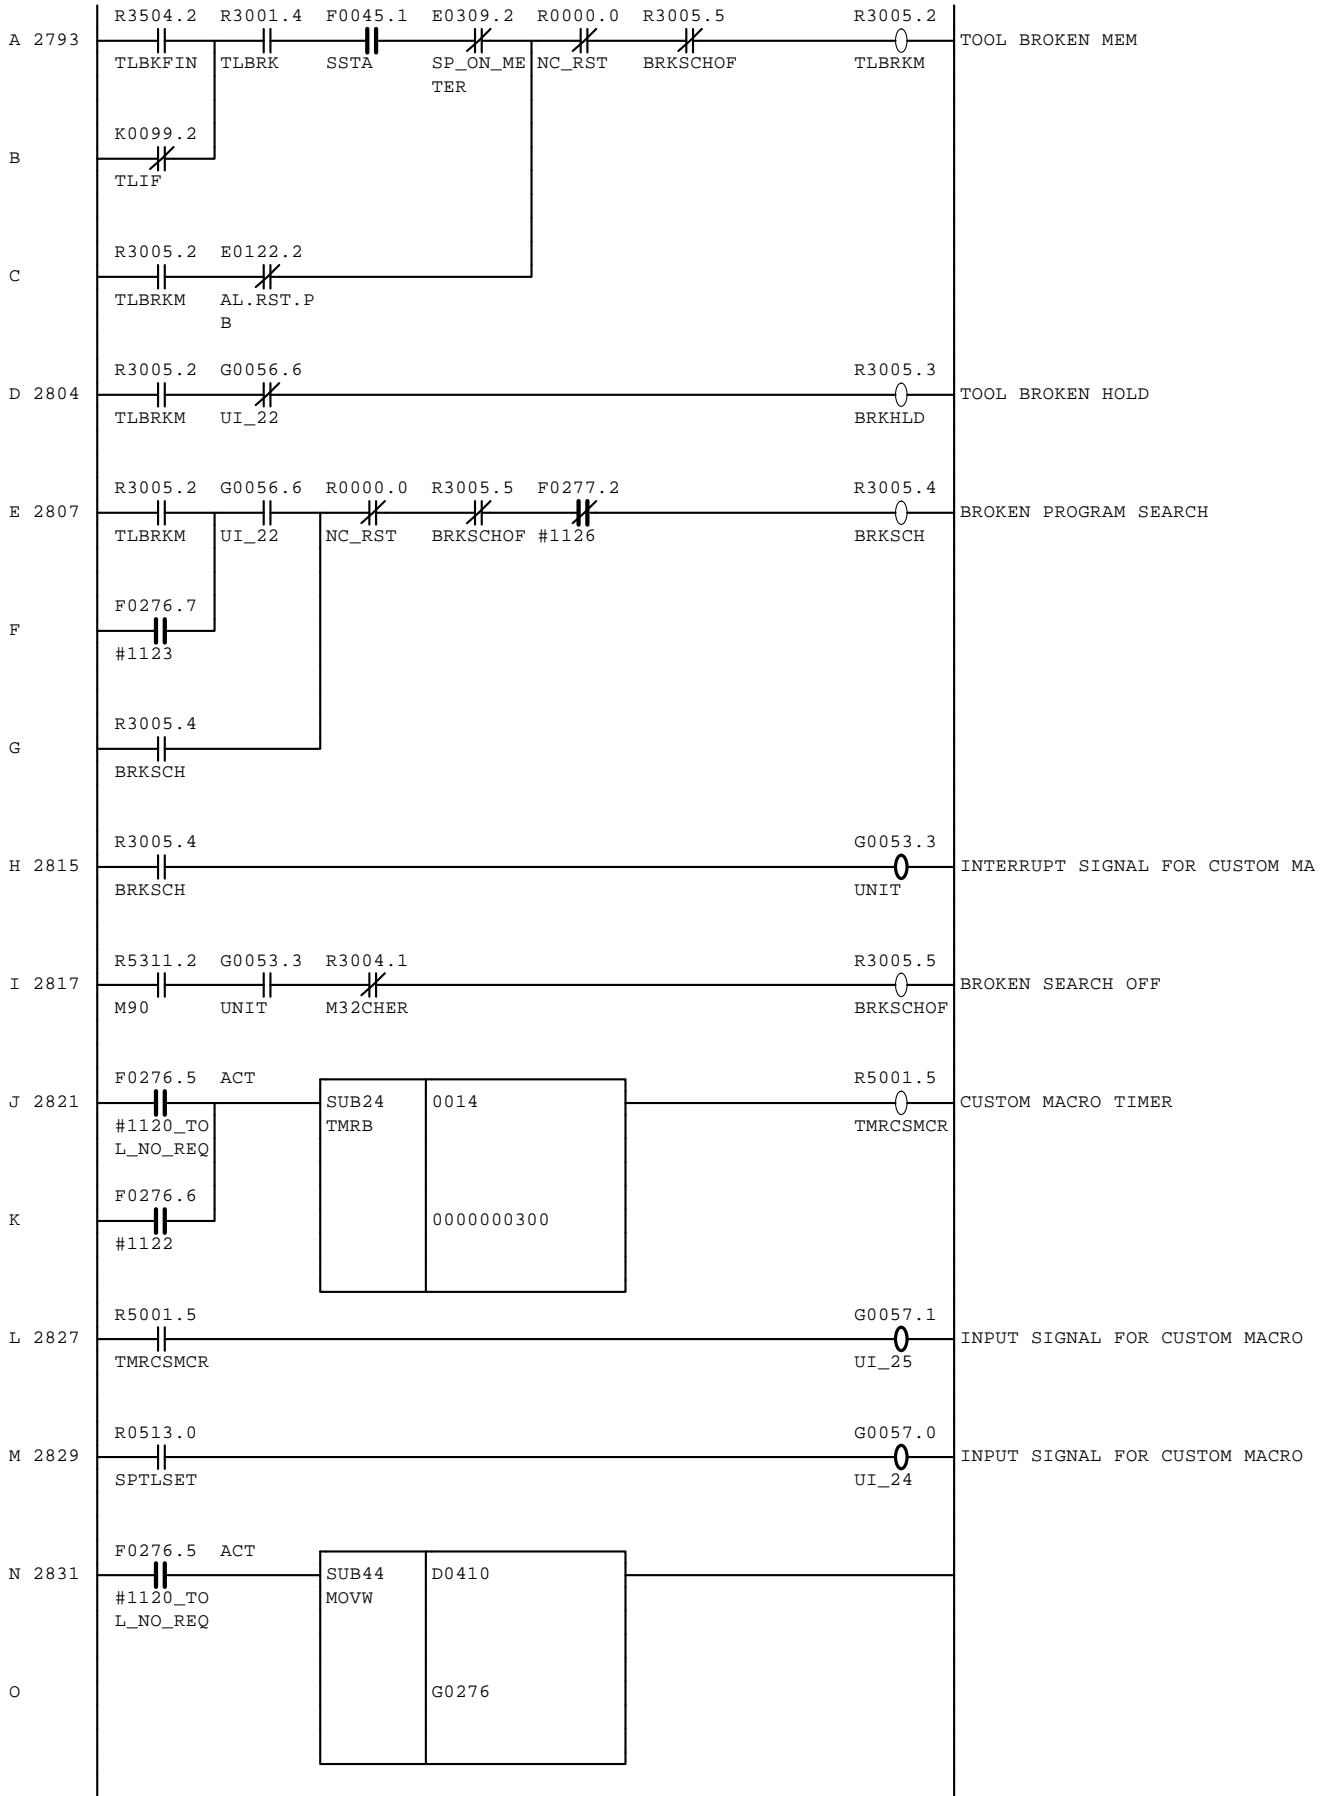 R3504.2 R3001.4 F0045.1 E0309.2 R0000.0 R3005.5 R3005.2
A 2793 TOOL BROKEN MEM
TLBKFIN TLBRK SSTA SP_ON_ME NC_RST BRKSCHOF TLBRKM
TER
K0099.2
B
TLIF
R3005.2 E0122.2
C
TLBRKM AL.RST.P
B
R3005.2 G0056.6 R3005.3
D 2804 TOOL BROKEN HOLD
TLBRKM UI_22 BRKHLD
R3005.2 G0056.6 R0000.0 R3005.5 F0277.2 R3005.4
E 2807 BROKEN PROGRAM SEARCH
TLBRKM UI_22 NC_RST BRKSCHOF #1126 BRKSCH
F0276.7
F
#1123
R3005.4
G
BRKSCH
R3005.4 G0053.3
H 2815 INTERRUPT SIGNAL FOR CUSTOM MA
BRKSCH UNIT
R5311.2 G0053.3 R3004.1 R3005.5
I 2817 BROKEN SEARCH OFF
M90 UNIT M32CHER BRKSCHOF
F0276.5 ACT R5001.5
J 2821 SUB24 0014 CUSTOM MACRO TIMER
#1120_TO TMRB TMRCSMCR
L_NO_REQ
F0276.6
K 0000000300
#1122
R5001.5 G0057.1
L 2827 INPUT SIGNAL FOR CUSTOM MACRO
TMRCSMCR UI_25
R0513.0 G0057.0
M 2829 INPUT SIGNAL FOR CUSTOM MACRO
SPTLSET UI_24
F0276.5 ACT
N 2831 SUB44 D0410
#1120_TO MOVW
L_NO_REQ
O G0276